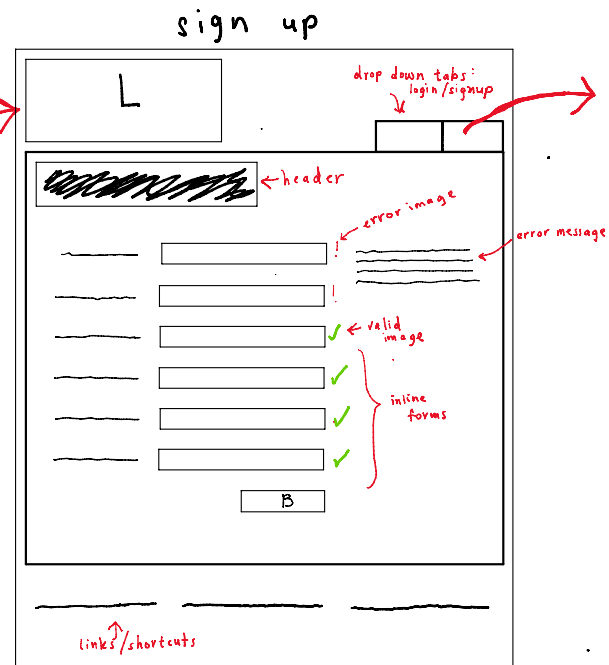 sign up
L
drop down tabs:
login/signup
header
error image
!
error message
!
valid
image
inline
forms
B
links/shortcuts